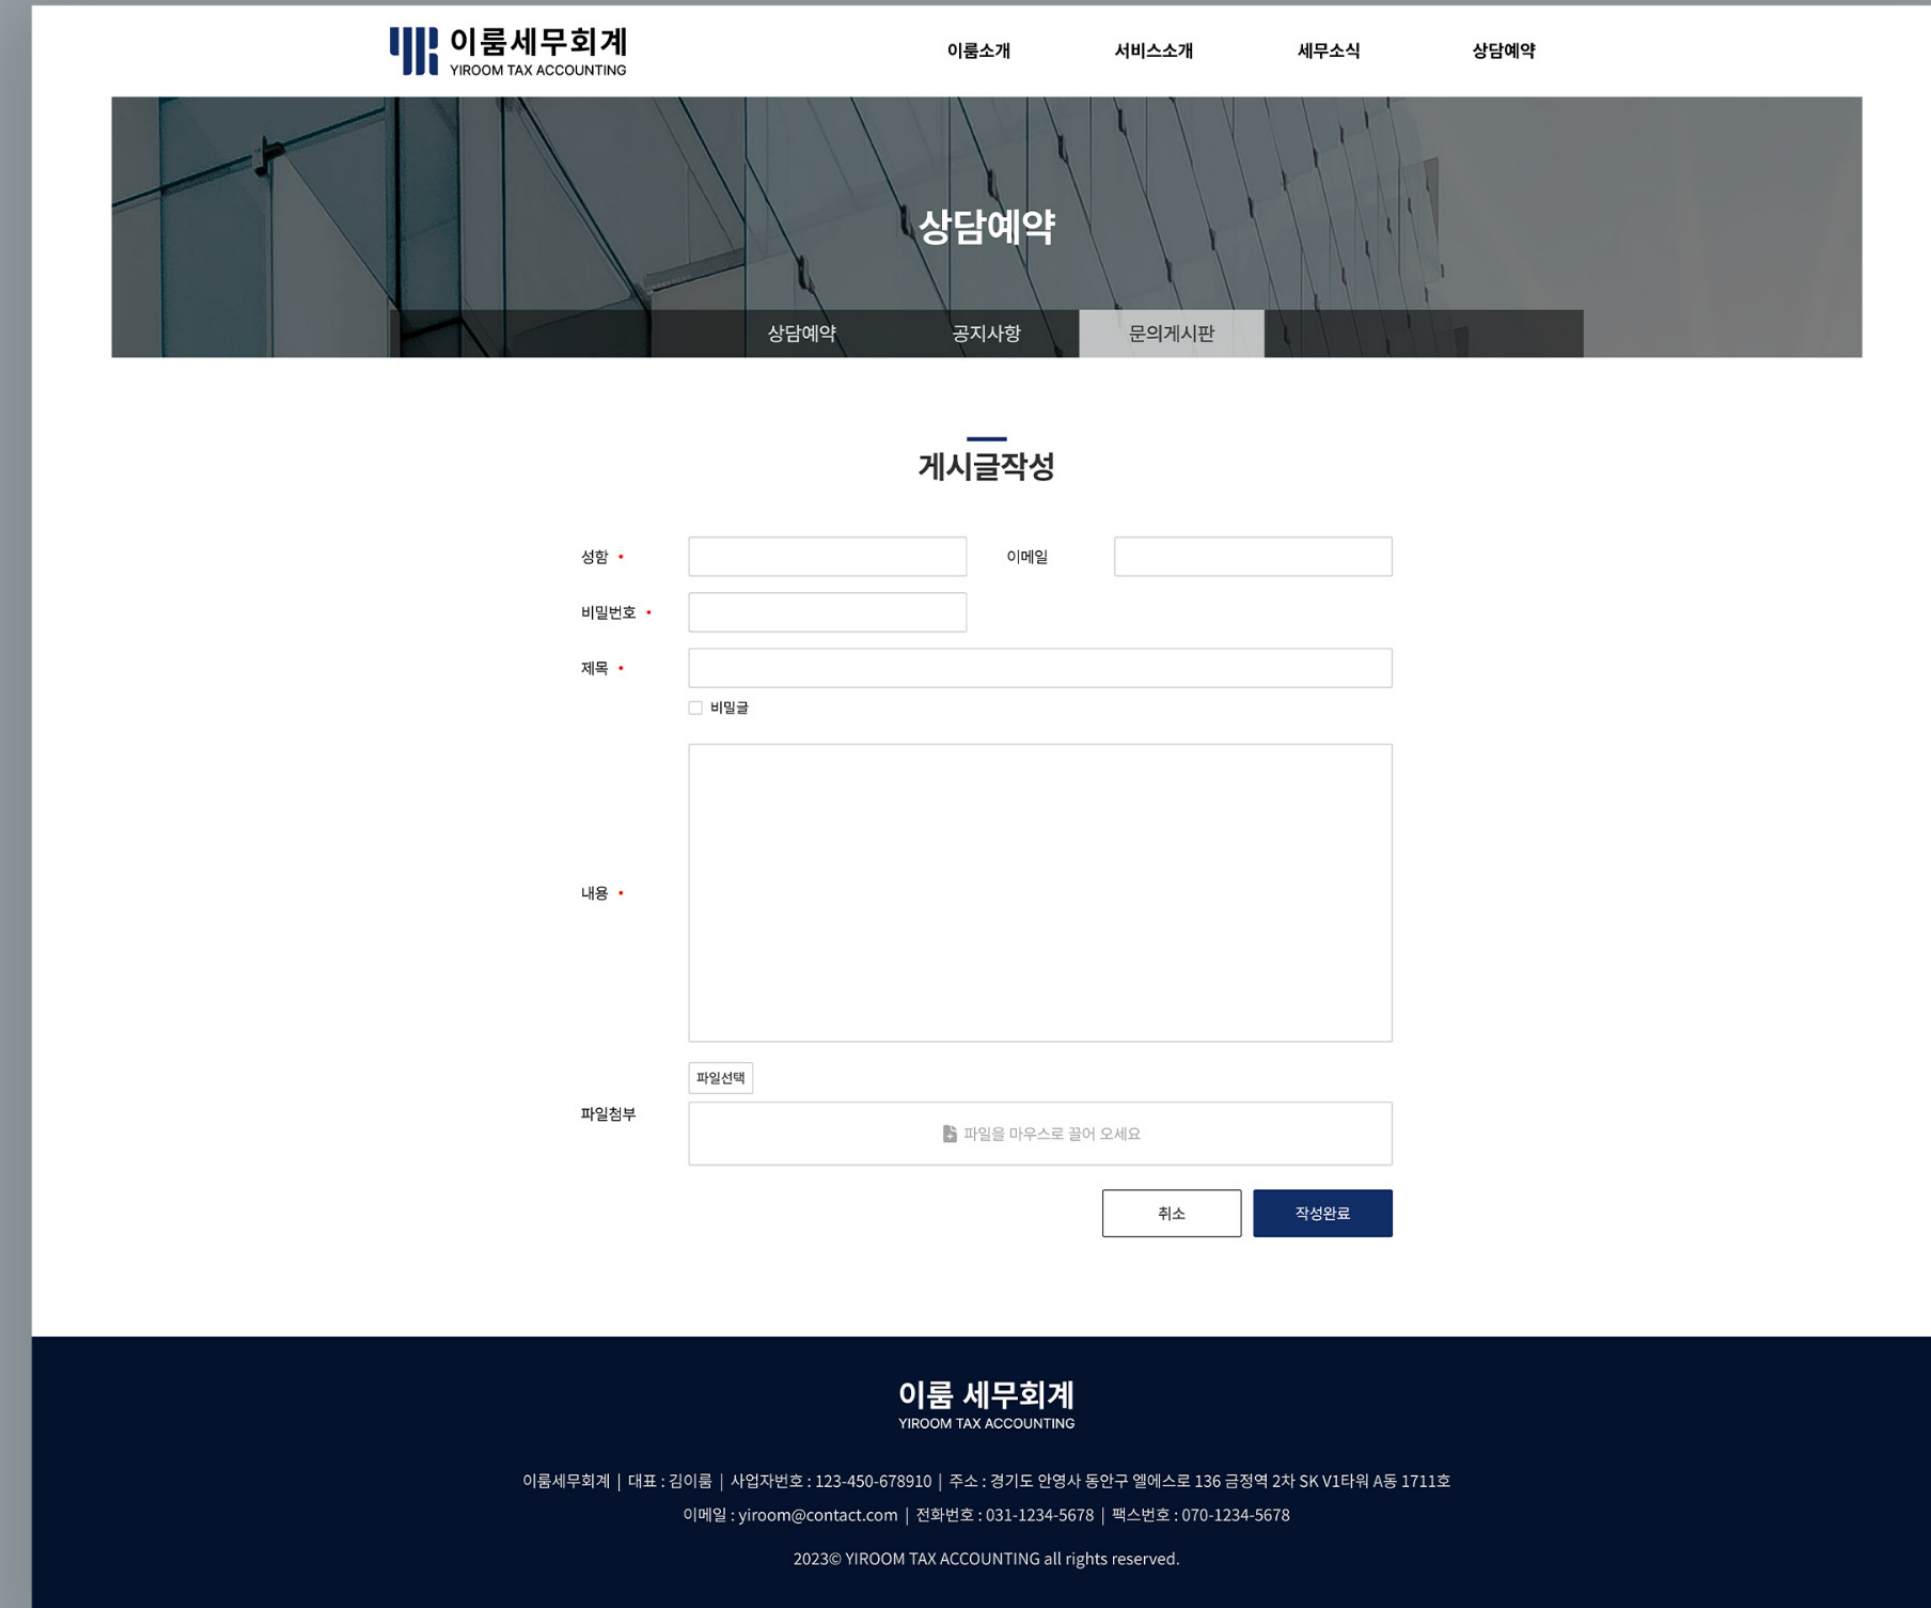 이룸세무회계
YIROOM TAX ACCOUNTING
이룸소개 서비스소개 세무소식 상담예약
상담예약
상담예약 공지사항 문의게시판
게시글작성
성함 • 이메일
비밀번호 •
제목 •
비밀글
내용 •
파일선택
파일첨부
파일을 마우스로 끌어 오세요
취소 작성완료
이룸 세무회계
YIROOM TAX ACCOUNTING
이룸세무회계 | 대표 : 김이룸 | 사업자번호 : 123-450-678910 | 주소 : 경기도 안영사 동안구 엘에스로 136 금정역 2차 SK V1타워 A동 1711호
이메일 : yiroom@contact.com | 전화번호 : 031-1234-5678 | 팩스번호 : 070-1234-5678
2023© YIROOM TAX ACCOUNTING all rights reserved.